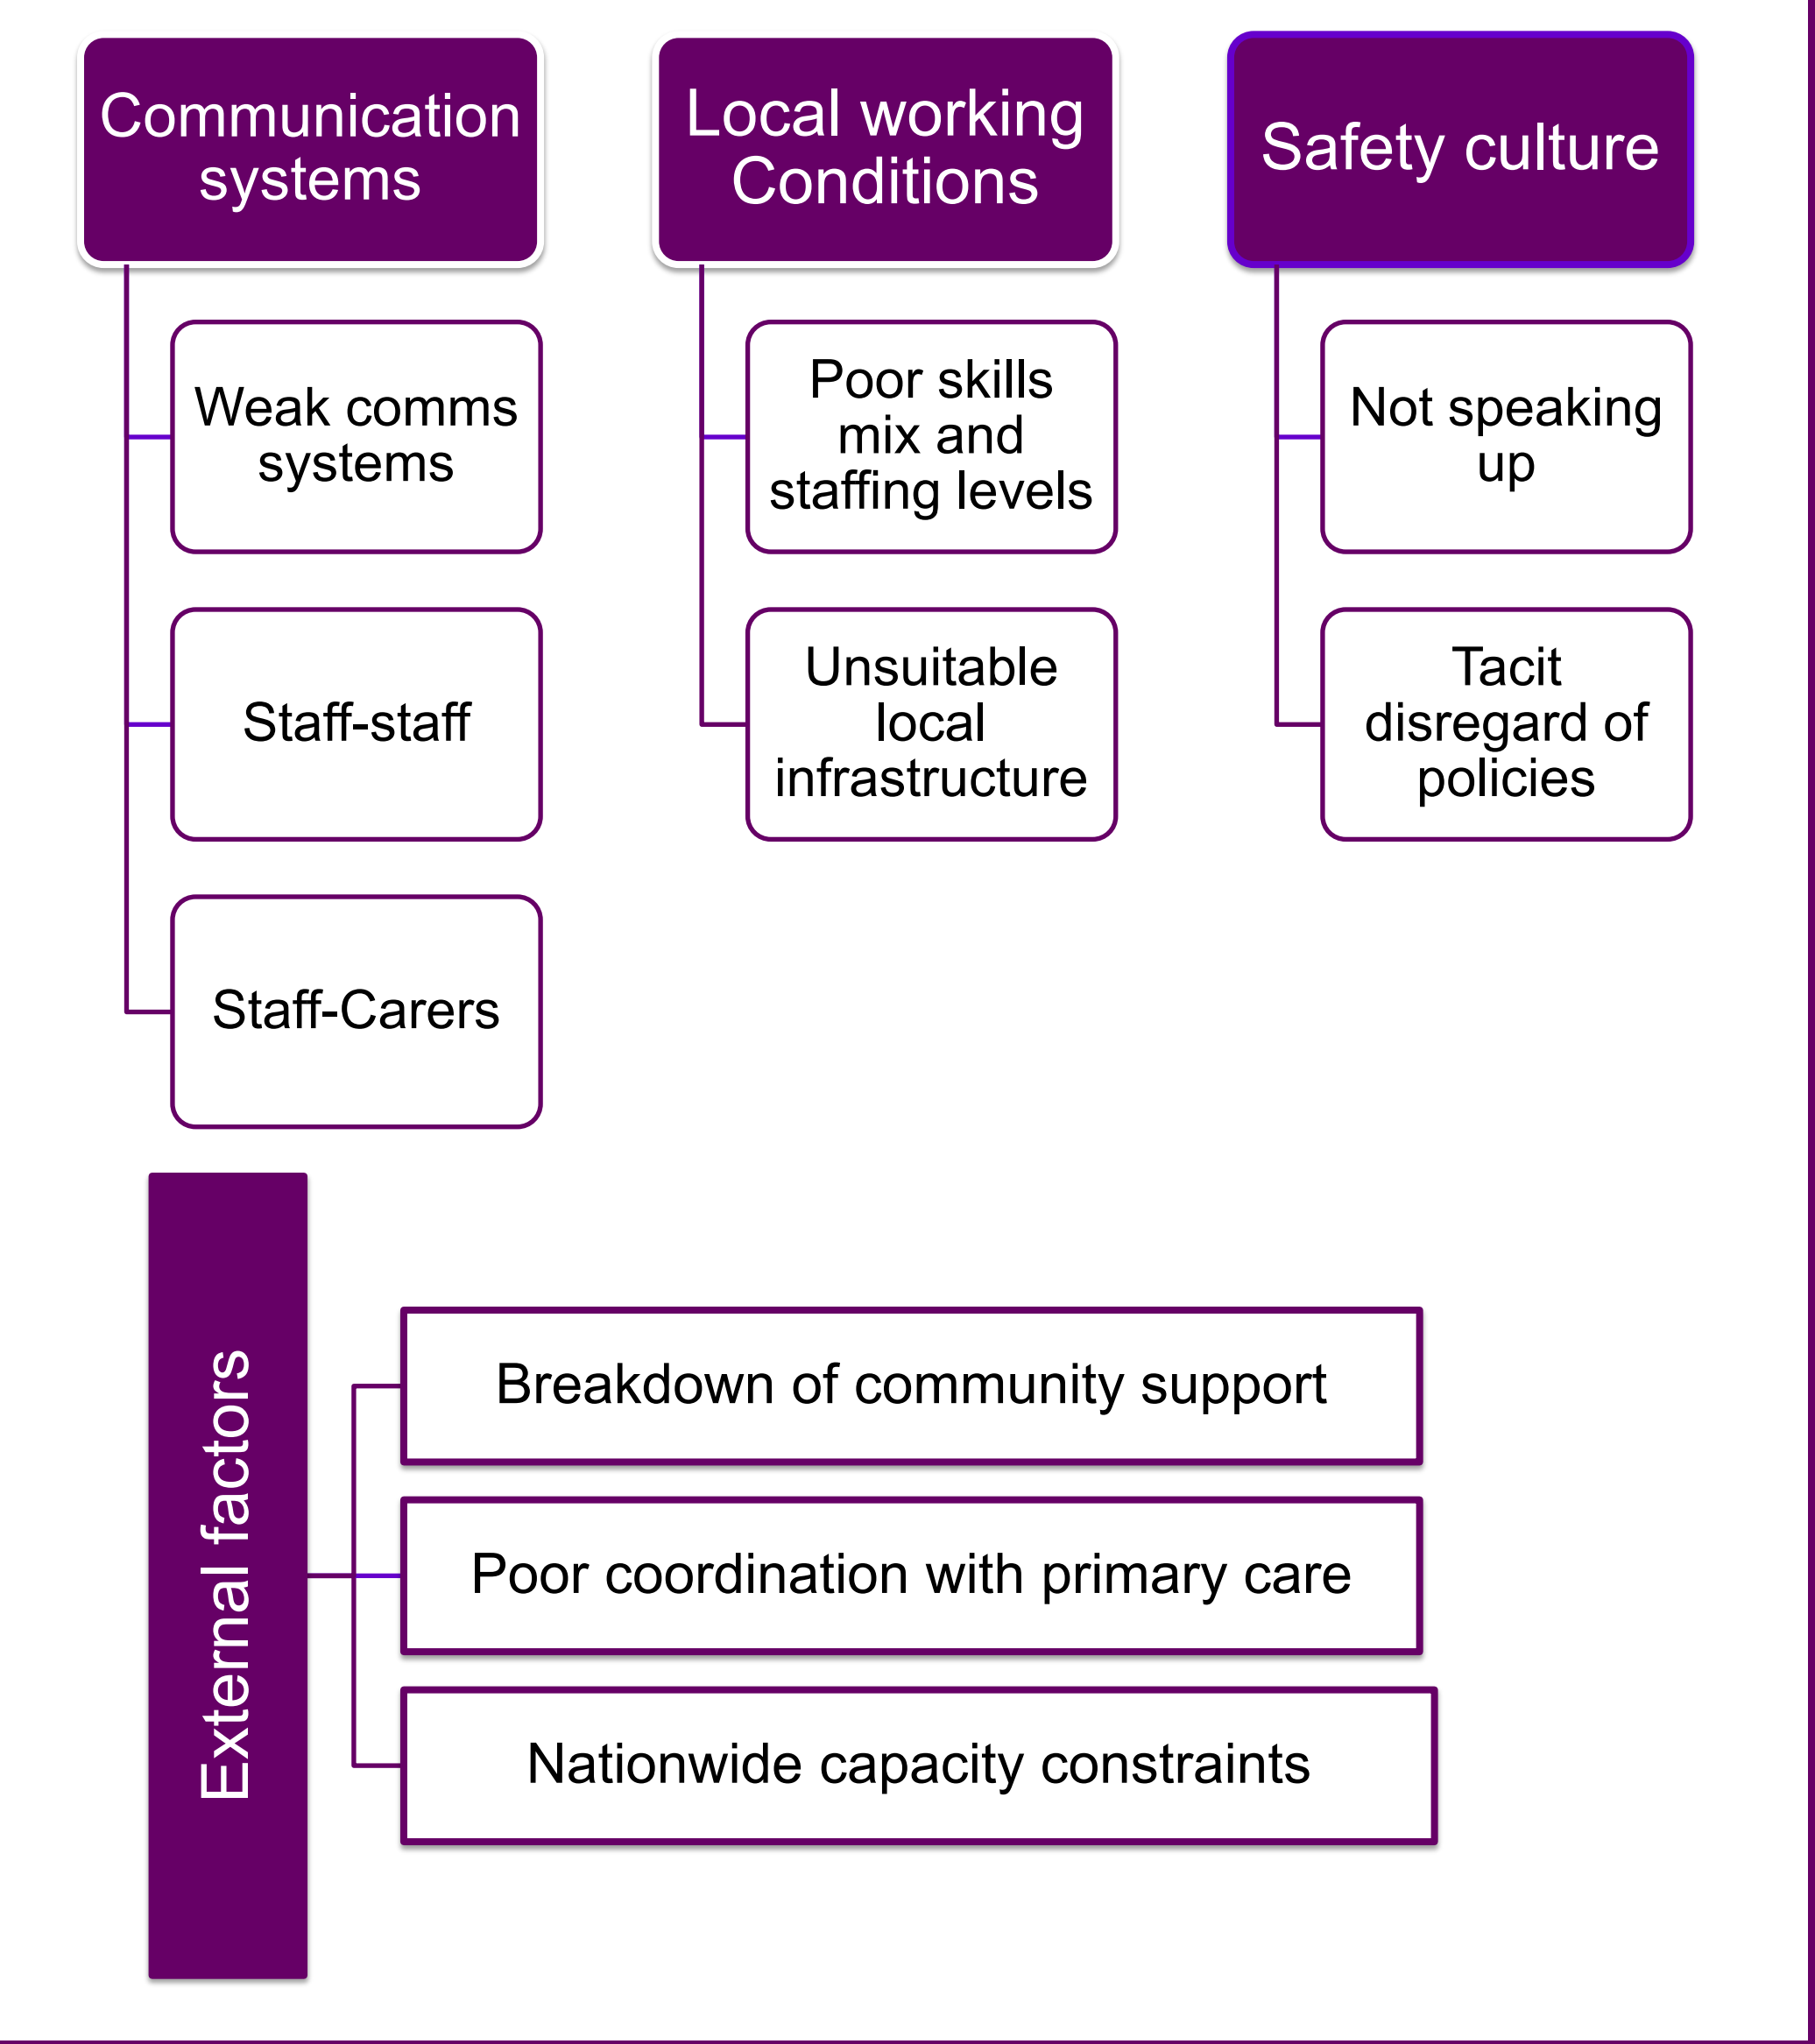 Communication
systems
Weak comms
systems
Staff-staff
Staff-Carers
Local working
Conditions
Poor skills
mix and
staffing levels
Unsuitable
local
infrastructure
Safety culture
Not speaking
up
Tacit
disregard of
policies
External factors
Breakdown of community support
Poor coordination with primary care
Nationwide capacity constraints